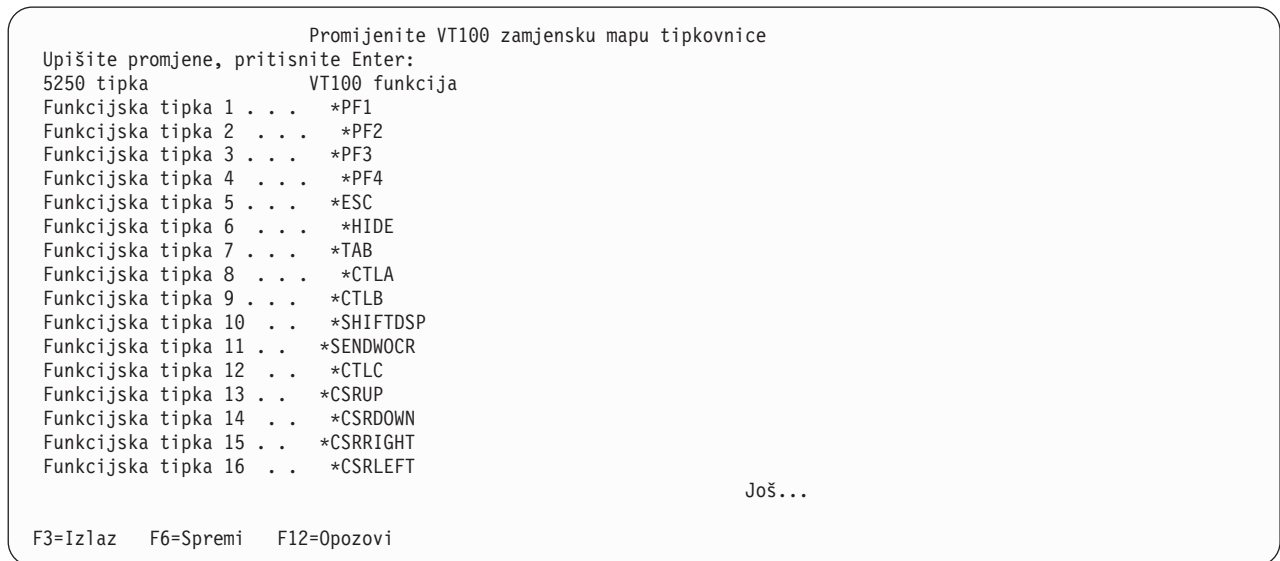 Promijenite VT100 zamjensku mapu tipkovnice
Upišite promjene, pritisnite Enter:
5250 tipka VT100 funkcija
Funkcijska tipka 1 . . . *PF1
Funkcijska tipka 2 . . . *PF2
Funkcijska tipka 3 . . . *PF3
Funkcijska tipka 4 . . . *PF4
Funkcijska tipka 5 . . . *ESC
Funkcijska tipka 6 . . . *HIDE
Funkcijska tipka 7 . . . *TAB
Funkcijska tipka 8 . . . *CTLA
Funkcijska tipka 9 . . . *CTLB
Funkcijska tipka 10 . . *SHIFTDSP
Funkcijska tipka 11 . . *SENDWOCR
Funkcijska tipka 12 . . *CTLC
Funkcijska tipka 13 . . *CSRUP
Funkcijska tipka 14 . . *CSRDOWN
Funkcijska tipka 15 . . *CSRRIGHT
Funkcijska tipka 16 . . *CSRLEFT
Još...
F3=Izlaz F6=Spremi F12=Opozovi